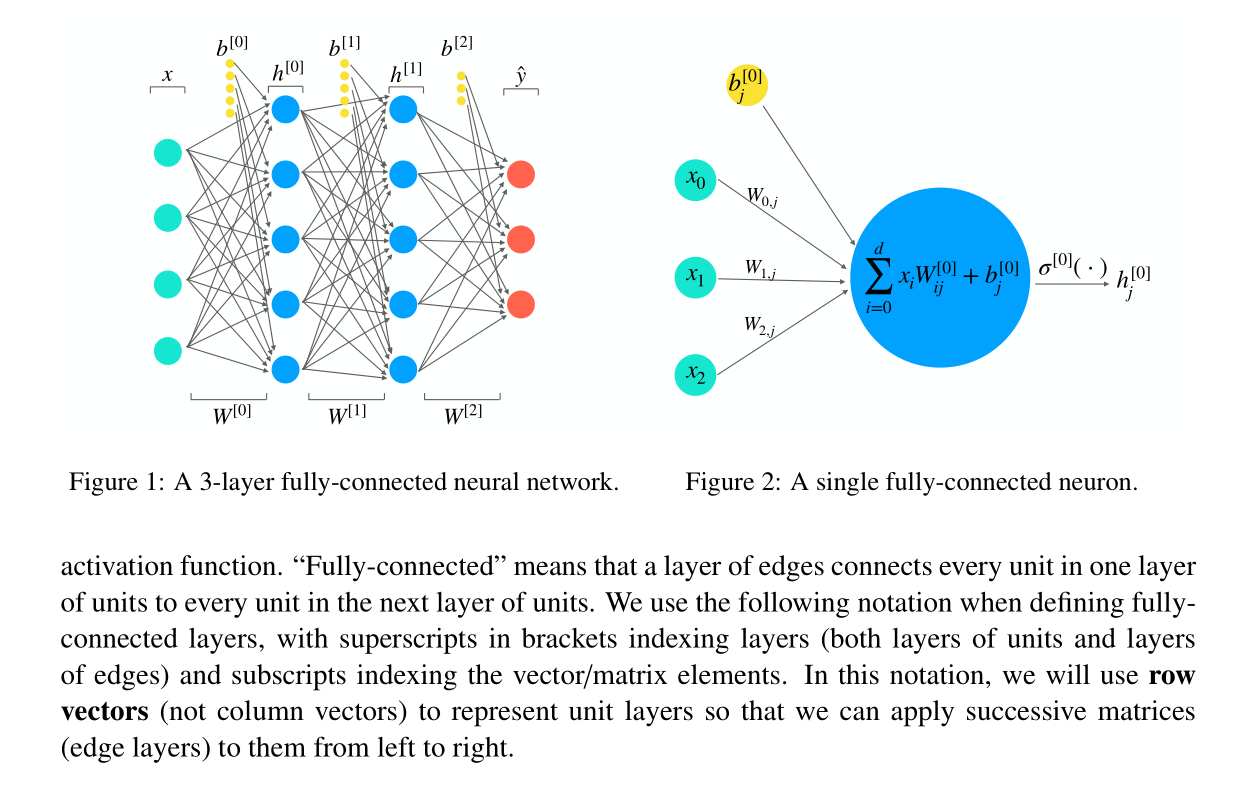 b^[0] b^[1] b^[2]
x h^[0] h^[1] ŷ
W^[0] W^[1] W^[2]
b_j^[0]
x_0 W_{0,j}
x_1 W_{1,j}
x_2 W_{2,j}
∑_{i=0}^{d} x_i W_{ij}^[0] + b_j^[0] σ^[0]( · ) h_j^[0]
Figure 1: A 3-layer fully-connected neural network.
Figure 2: A single fully-connected neuron.
activation function. “Fully-connected” means that a layer of edges connects every unit in one layer
of units to every unit in the next layer of units. We use the following notation when defining fully-
connected layers, with superscripts in brackets indexing layers (both layers of units and layers
of edges) and subscripts indexing the vector/matrix elements. In this notation, we will use row
vectors (not column vectors) to represent unit layers so that we can apply successive matrices
(edge layers) to them from left to right.